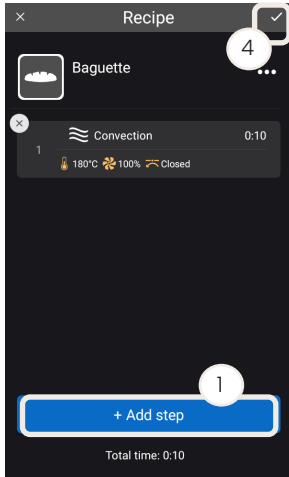 × Recipe ✓
4
Baguette
•••
×
Convection 0:10
1
180°C 100% Closed
1
+ Add step
Total time: 0:10